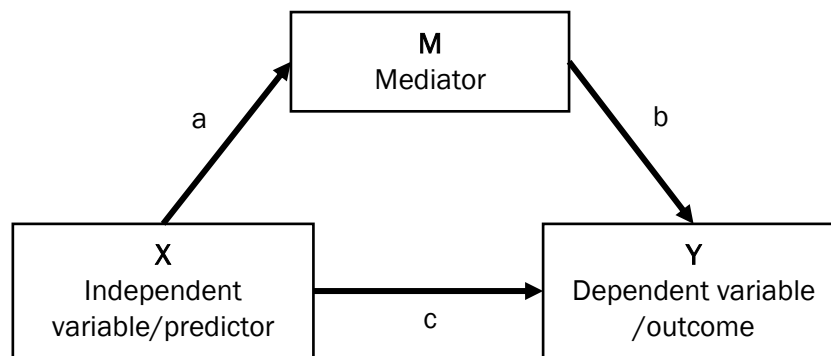 M
Mediator
a
b
X
Independent
variable/predictor
c
Y
Dependent variable
/outcome